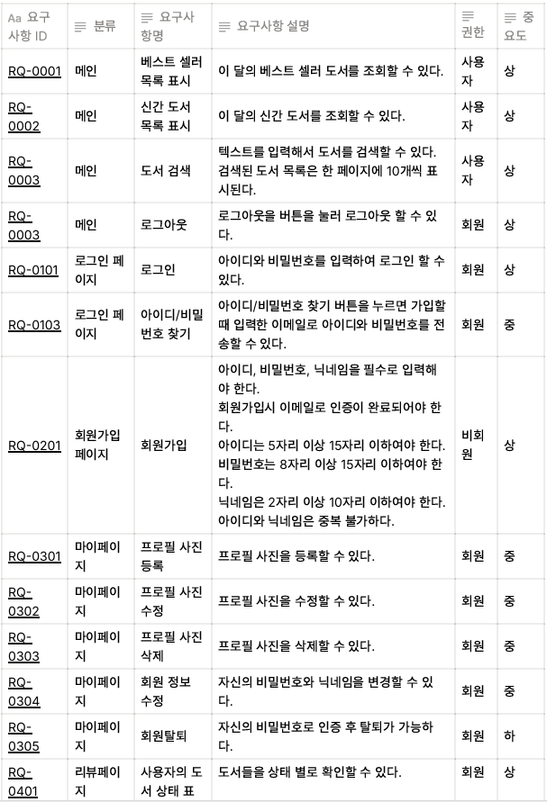 Aa 요구
사항 ID
분류
요구사
항명
요구사항 설명
권한
중
요도
RQ-0001
메인
베스트 셀러
목록 표시
이 달의 베스트 셀러 도서를 조회할 수 있다.
사용
자
상
RQ-
0002
메인
신간 도서
목록 표시
이 달의 신간 도서를 조회할 수 있다.
사용
자
상
RQ-
0003
메인
도서 검색
텍스트를 입력해서 도서를 검색할 수 있다.
검색된 도서 목록은 한 페이지에 10개씩 표
시된다.
사용
자
상
RQ-
0003
메인
로그아웃
로그아웃을 버튼을 눌러 로그아웃 할 수 있
다.
회원
상
RQ-0101
로그인 페
이지
로그인
아이디와 비밀번호를 입력하여 로그인 할 수
있다.
회원
상
RQ-0103
로그인 페
이지
아이디/비밀
번호 찾기
아이디/비밀번호 찾기 버튼을 누르면 가입할
때 입력한 이메일로 아이디와 비밀번호를 전
송할 수 있다.
회원
중
RQ-0201
회원가입
페이지
회원가입
아이디, 비밀번호, 닉네임을 필수로 입력해
야 한다.
회원가입시 이메일로 인증이 완료되어야 한
다.
아이디는 5자리 이상 15자리 이하여야 한다.
비밀번호는 8자리 이상 15자리 이하여야 한
다.
닉네임은 2자리 이상 10자리 이하여야 한다.
아이디와 닉네임은 중복 불가하다.
비회
원
상
RQ-0301
마이페이
지
프로필 사진
등록
프로필 사진을 등록할 수 있다.
회원
중
RQ-
0302
마이페이
지
프로필 사진
수정
프로필 사진을 수정할 수 있다.
회원
중
RQ-
0303
마이페이
지
프로필 사진
삭제
프로필 사진을 삭제할 수 있다.
회원
중
RQ-
0304
마이페이
지
회원 정보
수정
자신의 비밀번호와 닉네임을 변경할 수 있
다.
회원
중
RQ-
0305
마이페이
지
회원탈퇴
자신의 비밀번호로 인증 후 탈퇴가 가능하
다.
회원
하
RQ-
0401
리뷰페이
지
사용자의 도
서 상태 표
도서들을 상태 별로 확인할 수 있다.
회원
상